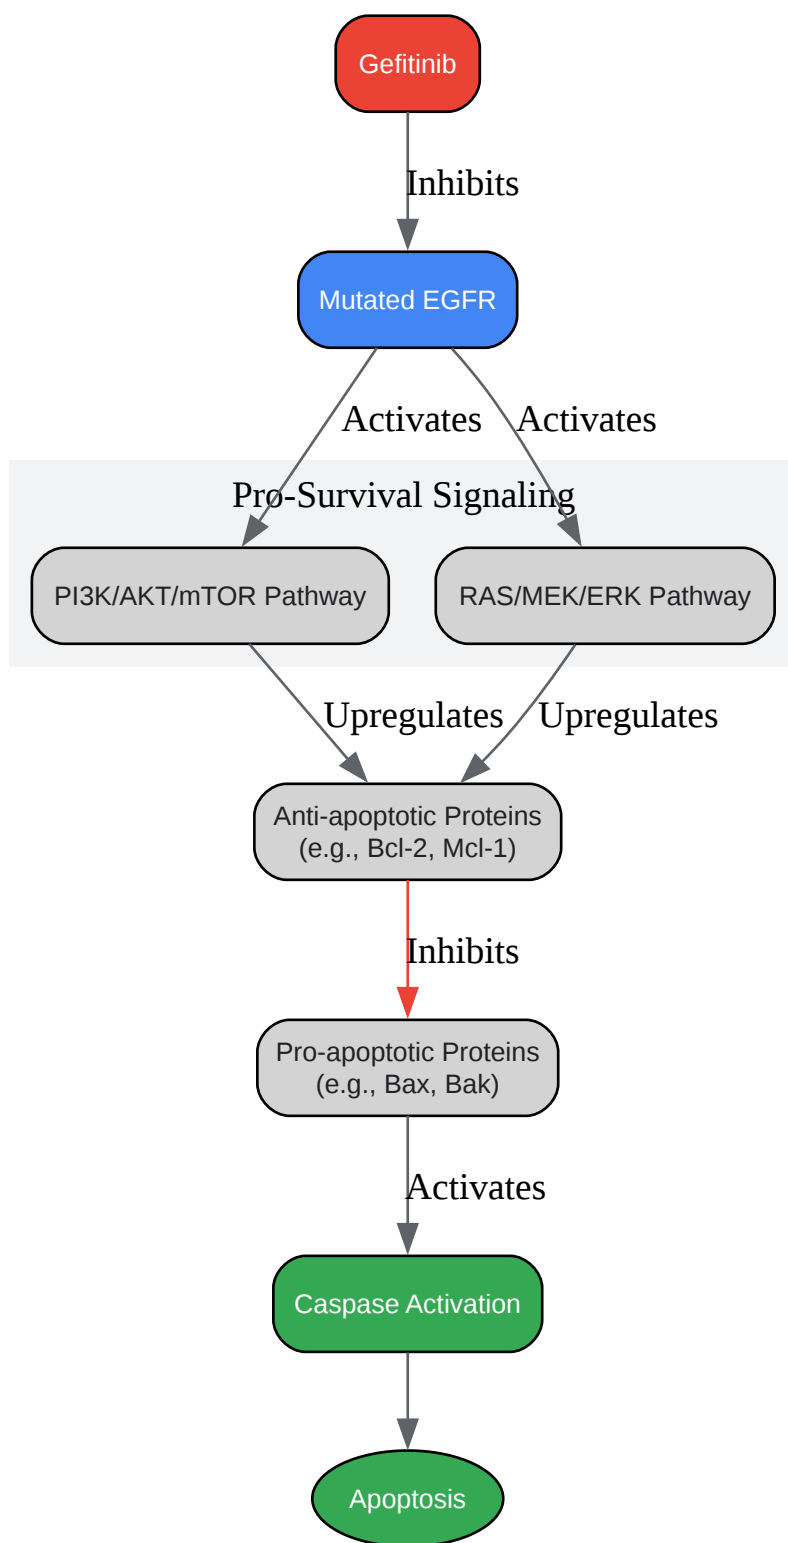 Gefitinib
Inhibits
Mutated EGFR
Activates
Activates
Pro-Survival Signaling
PI3K/AKT/mTOR Pathway
RAS/MEK/ERK Pathway
Upregulates
Upregulates
Anti-apoptotic Proteins
(e.g., Bcl-2, Mcl-1)
Inhibits
Pro-apoptotic Proteins
(e.g., Bax, Bak)
Activates
Caspase Activation
Apoptosis